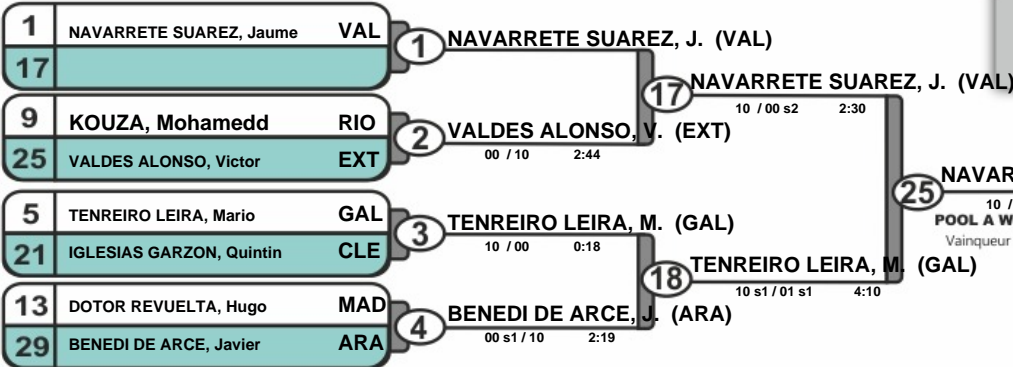 1 NAVARRETE SUAREZ, Jaume VAL
17
9 KOUZA, Mohamedd RIO
25 VALDES ALONSO, Victor EXT
5 TENREIRO LEIRA, Mario GAL
21 IGLESIAS GARZON, Quintin CLE
13 DOTOR REVUELTA, Hugo MAD
29 BENEDI DE ARCE, Javier ARA
1 NAVARRETE SUAREZ, J. (VAL)
2 VALDES ALONSO, V. (EXT)
00 / 10 2:44
3 TENREIRO LEIRA, M. (GAL)
10 / 00 0:18
4 BENEDI DE ARCE, J. (ARA)
00 s1 / 10 2:19
17 NAVARRETE SUAREZ, J. (VAL)
10 / 00 s2 2:30
18 TENREIRO LEIRA, M. (GAL)
10 s1 / 01 s1 4:10
25 NAVAR
10 /
POOL A W
Vainqueur